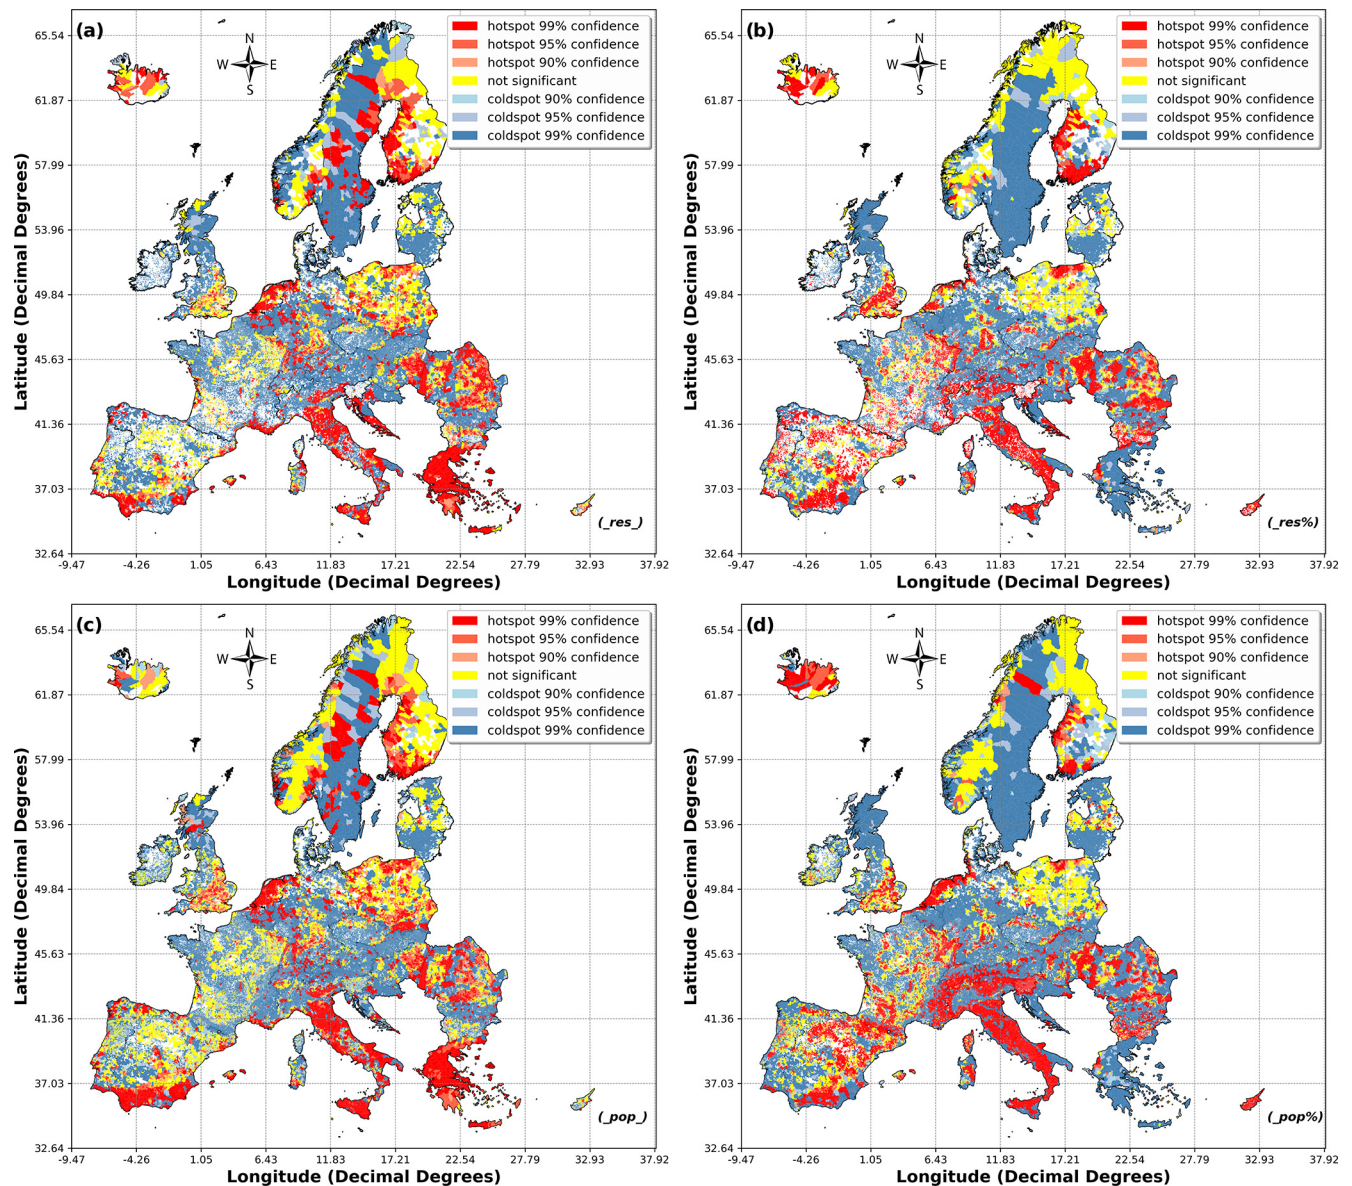 (a)
N
W E
S
hotspot 99% confidence
hotspot 95% confidence
hotspot 90% confidence
not significant
coldspot 90% confidence
coldspot 95% confidence
coldspot 99% confidence
65.54
61.87
57.99
53.96
49.84
45.63
41.36
37.03
32.64
Latitude (Decimal Degrees)
(_res_)
-9.47 -4.26 1.05 6.43 11.83 17.21 22.54 27.79 32.93 37.92
Longitude (Decimal Degrees)
(b)
N
W E
S
hotspot 99% confidence
hotspot 95% confidence
hotspot 90% confidence
not significant
coldspot 90% confidence
coldspot 95% confidence
coldspot 99% confidence
65.54
61.87
57.99
53.96
49.84
45.63
41.36
37.03
32.64
Latitude (Decimal Degrees)
(_res%)
-9.47 -4.26 1.05 6.43 11.83 17.21 22.54 27.79 32.93 37.92
Longitude (Decimal Degrees)
(c)
N
W E
S
hotspot 99% confidence
hotspot 95% confidence
hotspot 90% confidence
not significant
coldspot 90% confidence
coldspot 95% confidence
coldspot 99% confidence
65.54
61.87
57.99
53.96
49.84
45.63
41.36
37.03
32.64
Latitude (Decimal Degrees)
(_pop_)
-9.47 -4.26 1.05 6.43 11.83 17.21 22.54 27.79 32.93 37.92
Longitude (Decimal Degrees)
(d)
N
W E
S
hotspot 99% confidence
hotspot 95% confidence
hotspot 90% confidence
not significant
coldspot 90% confidence
coldspot 95% confidence
coldspot 99% confidence
65.54
61.87
57.99
53.96
49.84
45.63
41.36
37.03
32.64
Latitude (Decimal Degrees)
(_pop%)
-9.47 -4.26 1.05 6.43 11.83 17.21 22.54 27.79 32.93 37.92
Longitude (Decimal Degrees)